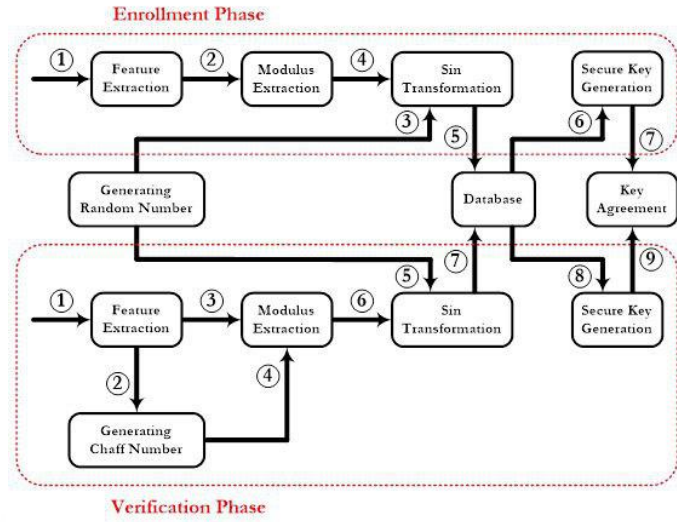 Enrollment Phase
① ② ④
Feature Extraction
Modulus Extraction
Sin Transformation
Secure Key Generation
③ ⑤ ⑥ ⑦
Generating Random Number
Database
Key Agreement
⑤ ⑦ ⑧ ⑨
① ③ ⑥
Feature Extraction
Modulus Extraction
Sin Transformation
Secure Key Generation
② ④
Generating Chaff Number
Verification Phase